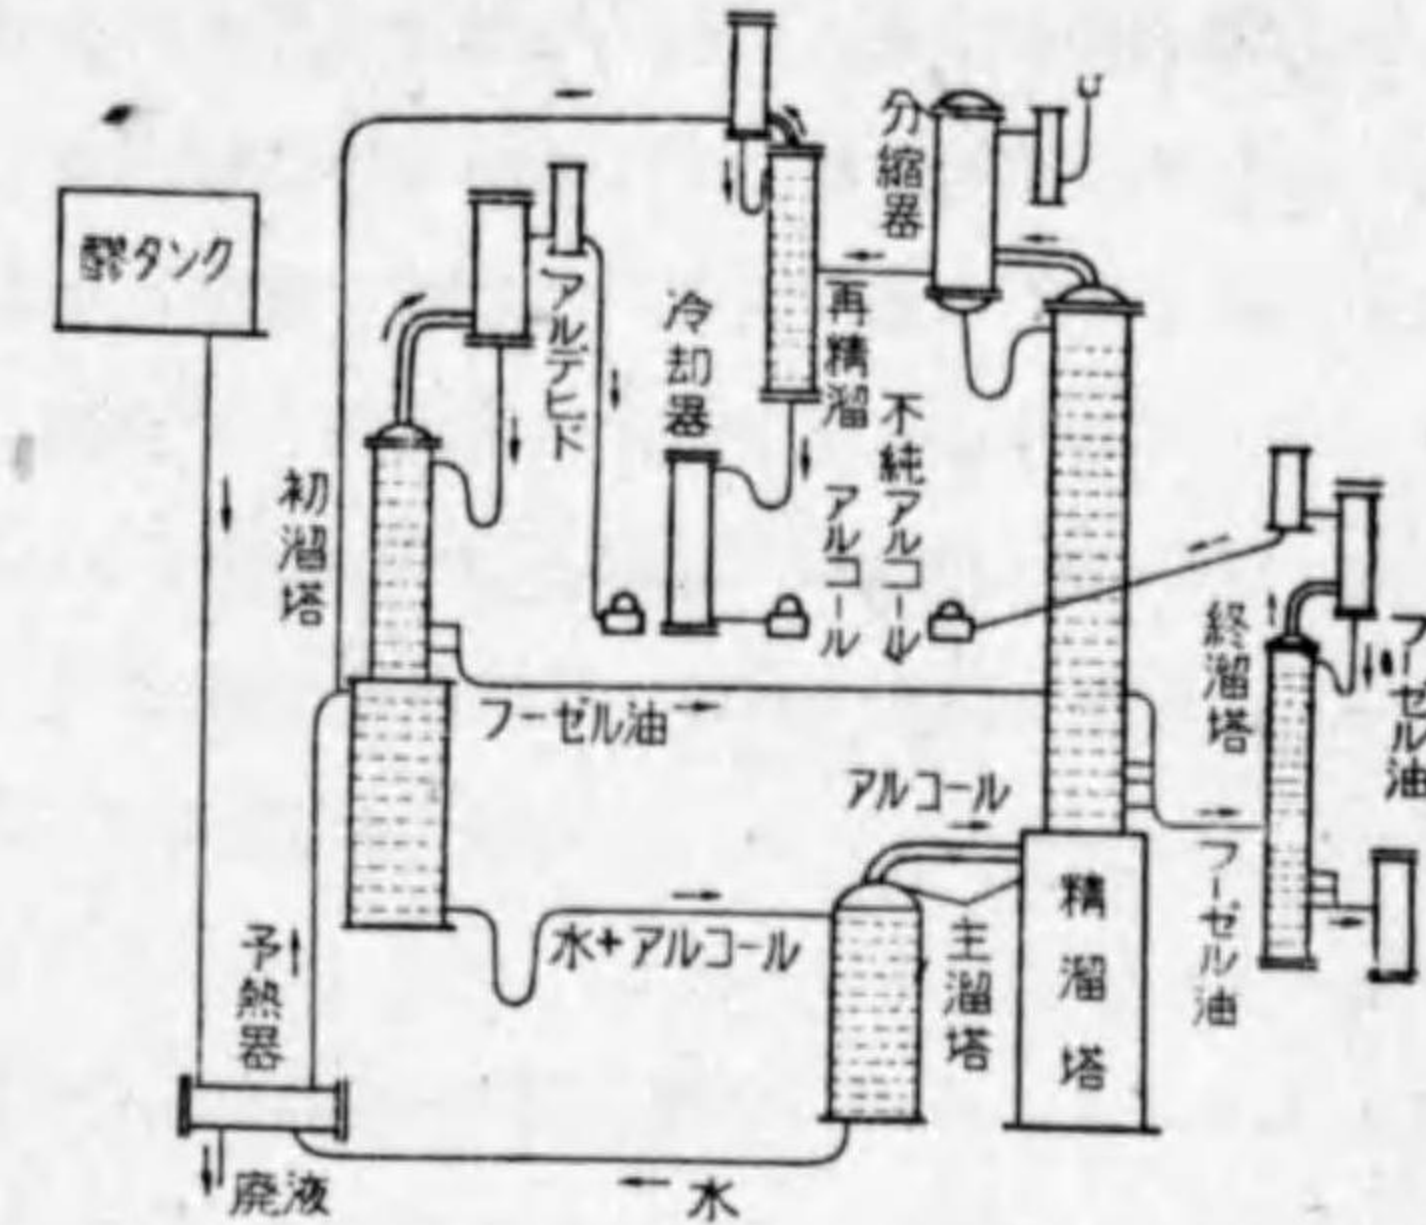 醪タンク
分縮器
アルデヒド
冷却器
再精溜
不純アルコール
アルコール
初溜塔
終溜塔
フーゼル油
フーゼル油
アルコール
フーゼル油
精溜塔
主溜塔
水+アルコール
予熱器
廃液
水